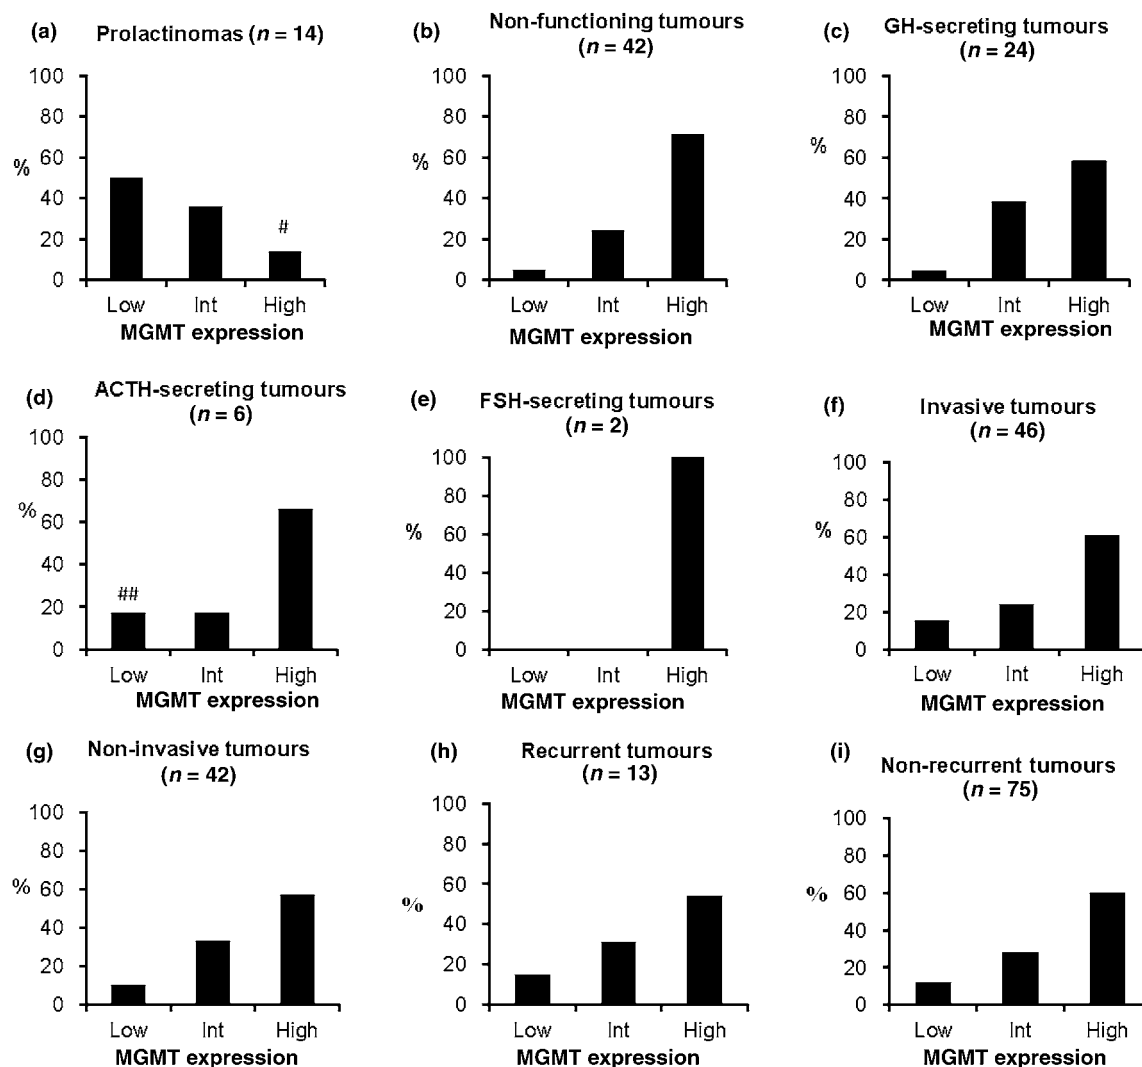 (a) Prolactinomas (n = 14)
100
80
60
40
20
0
%
#
Low Int High
MGMT expression
(b) Non-functioning tumours
(n = 42)
100
80
60
40
20
0
%
Low Int High
MGMT expression
(c) GH-secreting tumours
(n = 24)
100
80
60
40
20
0
%
Low Int High
MGMT expression
(d) ACTH-secreting tumours
(n = 6)
100
80
60
40
20
0
%
##
Low Int High
MGMT expression
(e) FSH-secreting tumours
(n = 2)
100
80
60
40
20
0
%
Low Int High
MGMT expression
(f) Invasive tumours
(n = 46)
100
80
60
40
20
0
%
Low Int High
MGMT expression
(g) Non-invasive tumours
(n = 42)
100
80
60
40
20
0
%
Low Int High
MGMT expression
(h) Recurrent tumours
(n = 13)
100
80
60
40
20
0
%
Low Int High
MGMT expression
(i) Non-recurrent tumours
(n = 75)
100
80
60
40
20
0
%
Low Int High
MGMT expression